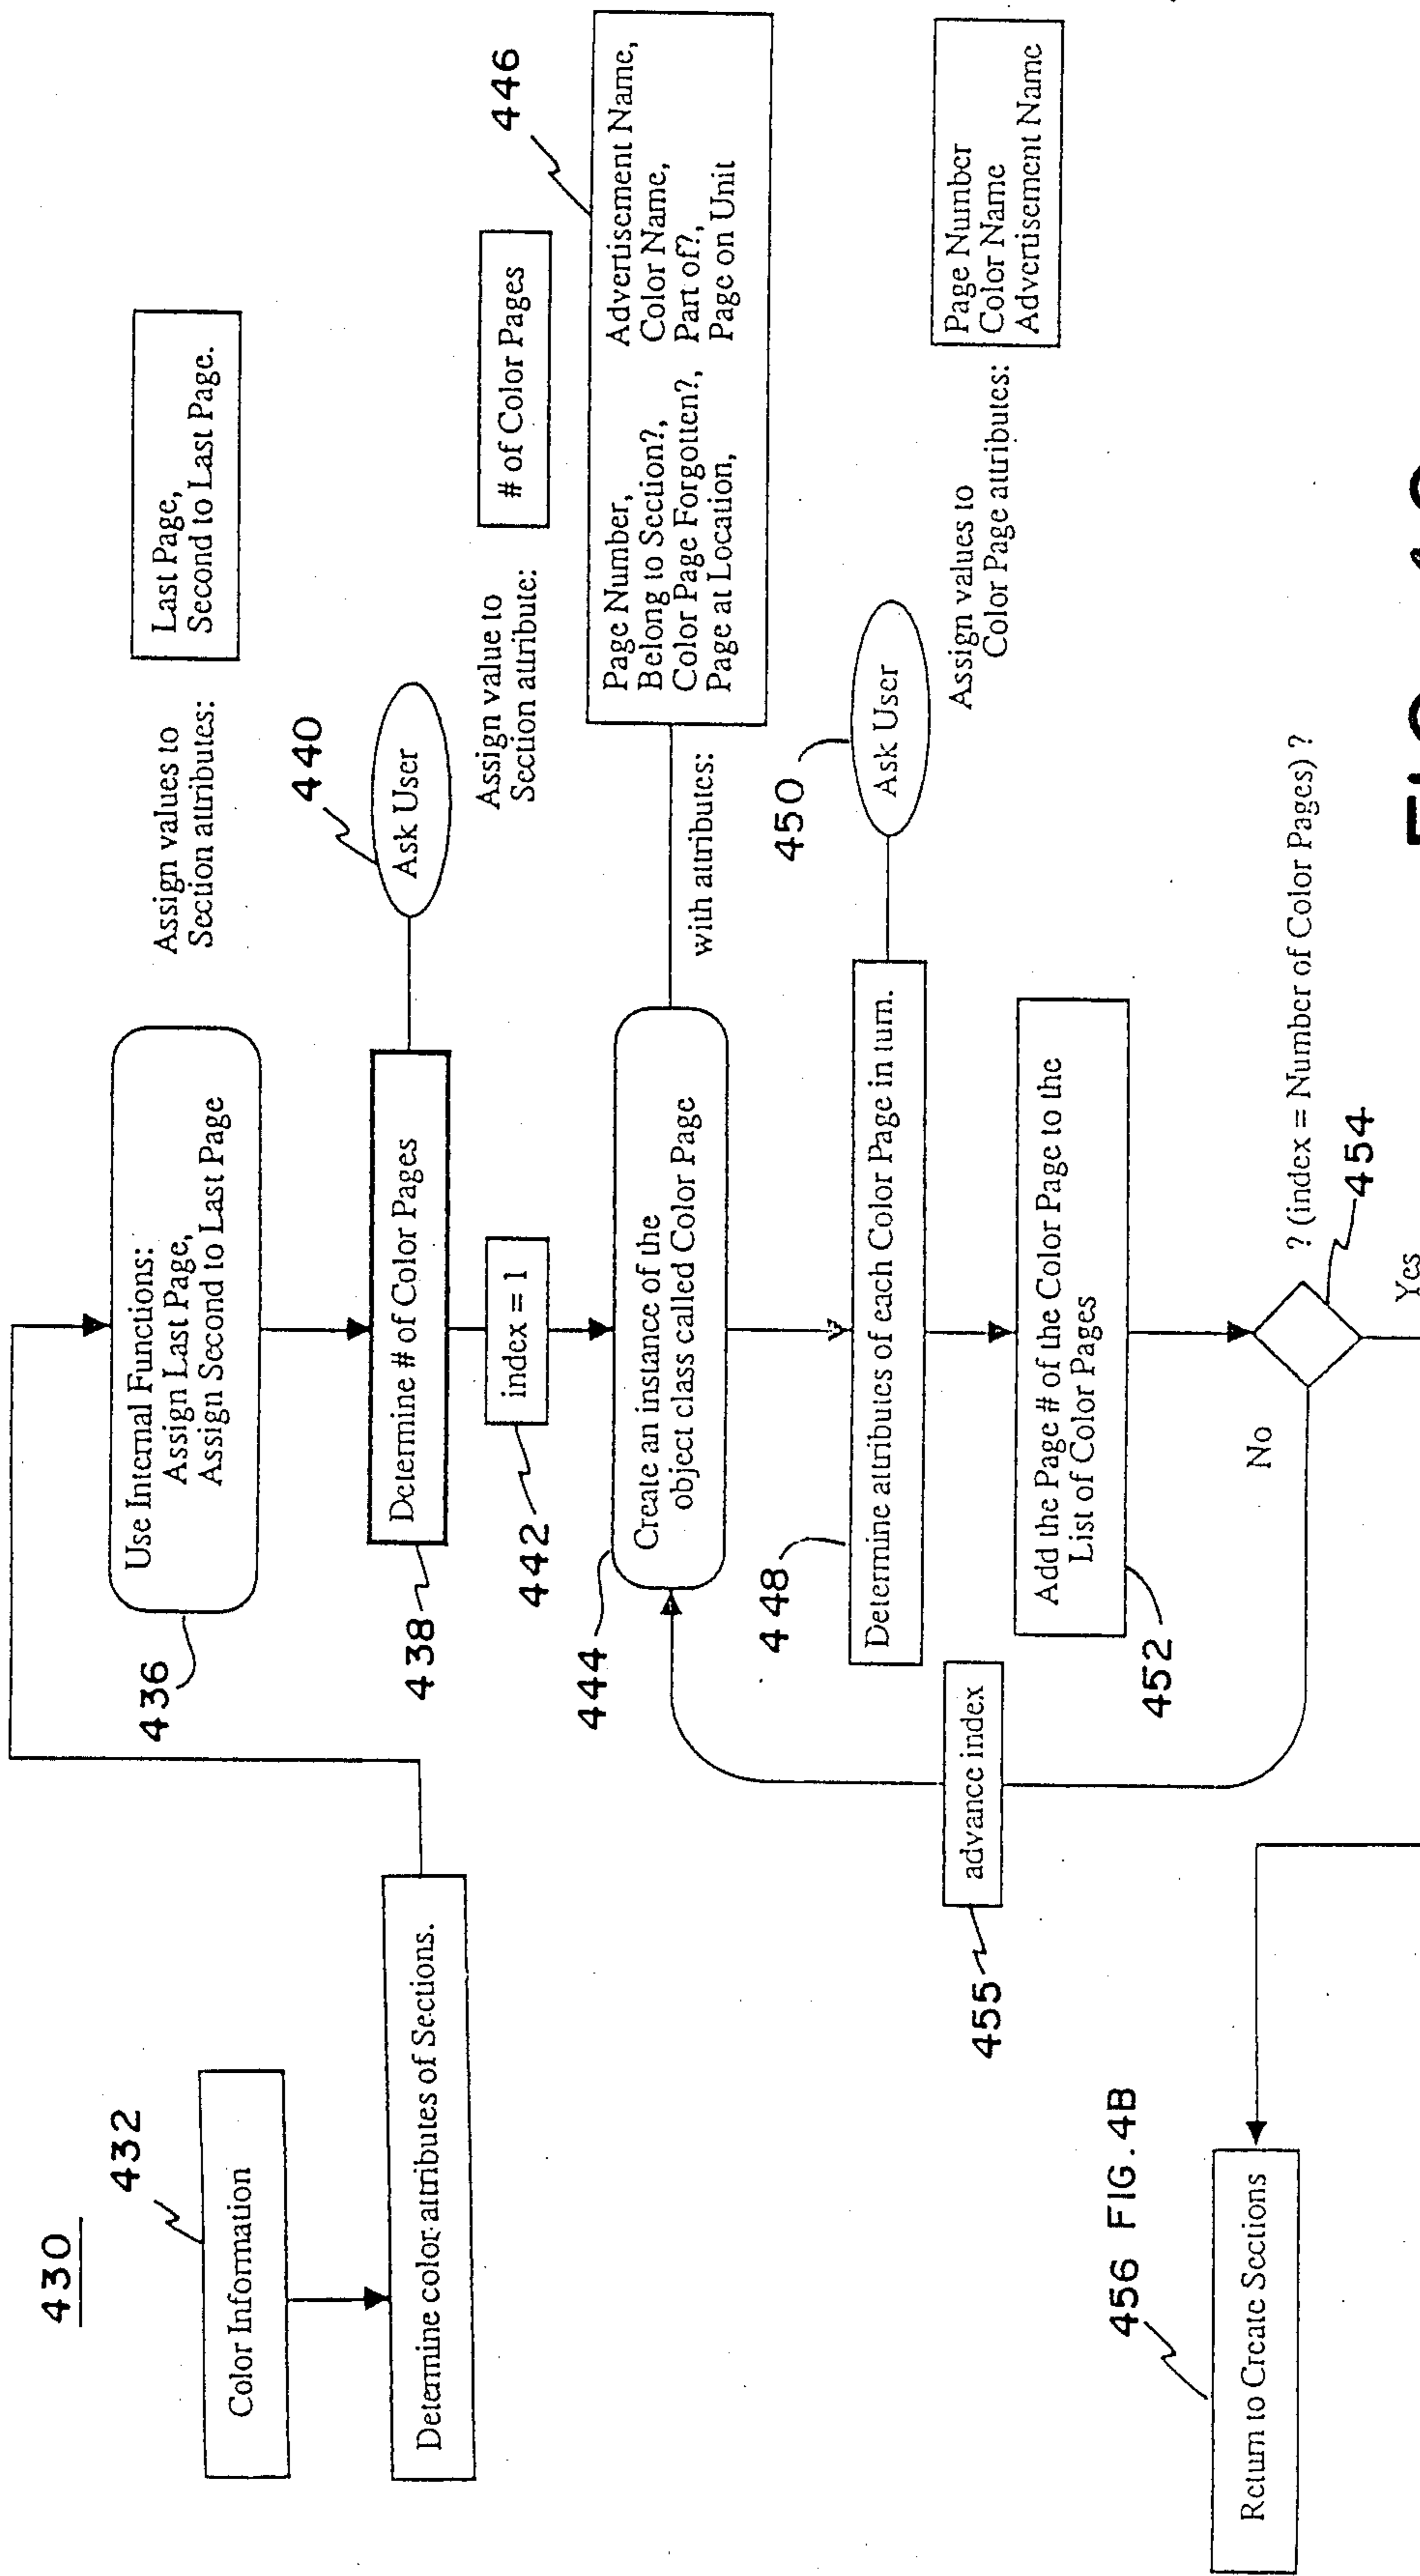 430
432
Color Information
Determine color attributes of Sections.
Use Internal Functions:
Assign Last Page,
Assign Second to Last Page
436
Assign values to
Section attributes:
Last Page,
Second to Last Page.
Determine # of Color Pages
438
440
Ask User
Assign value to
Section attribute:
# of Color Pages
index = 1
442
Create an instance of the
object class called Color Page
444
with attributes:
446
Page Number,
Belong to Section?,
Color Page Forgotten?,
Page at Location,
Advertisement Name,
Color Name,
Part of?,
Page on Unit
Determine attributes of each Color Page in turn.
448
450
Ask User
Assign values to
Color Page attributes:
Page Number
Color Name
Advertisement Name
Add the Page # of the Color Page to the
List of Color Pages
452
? (index = Number of Color Pages) ?
454
No
Yes
advance index
455
456 FIG. 4B
Return to Create Sections